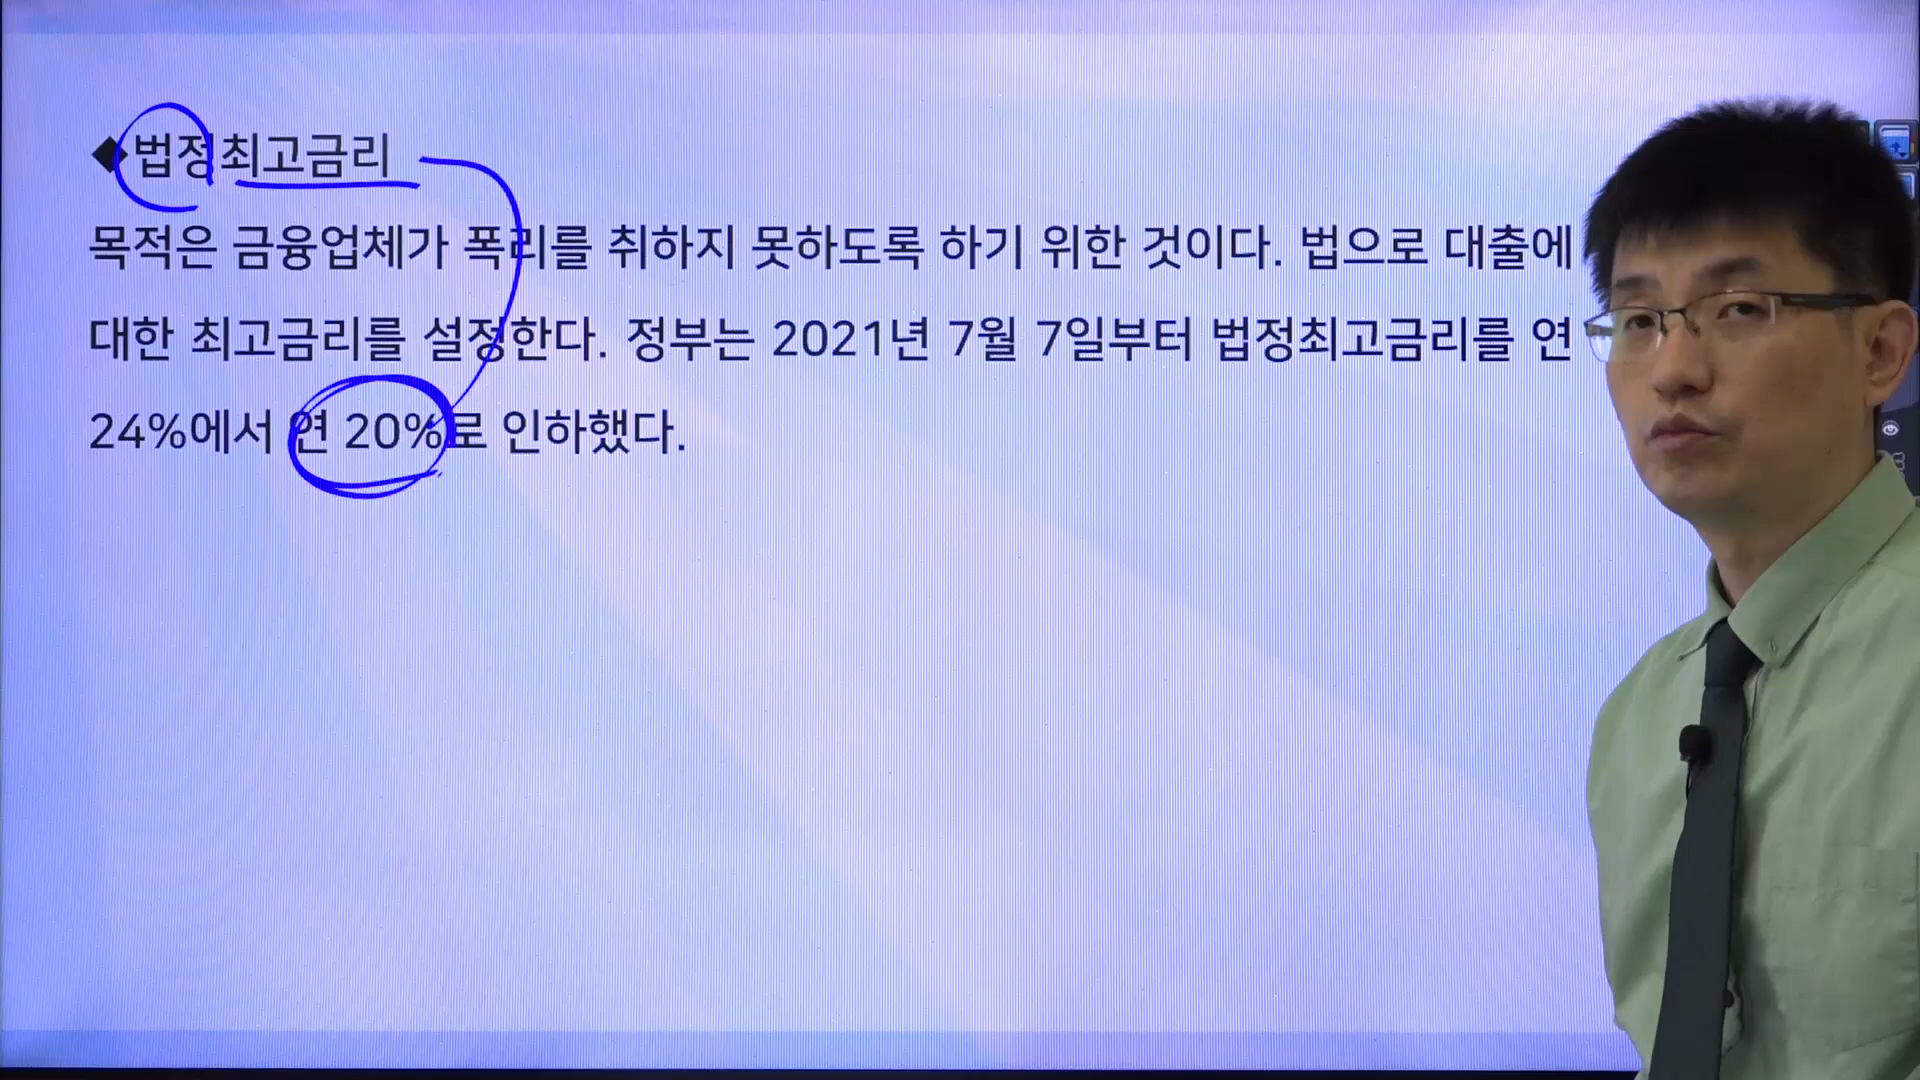 ◆법정최고금리
목적은 금융업체가 폭리를 취하지 못하도록 하기 위한 것이다. 법으로 대출에
대한 최고금리를 설정한다. 정부는 2021년 7월 7일부터 법정최고금리를 연
24%에서 연 20%로 인하했다.